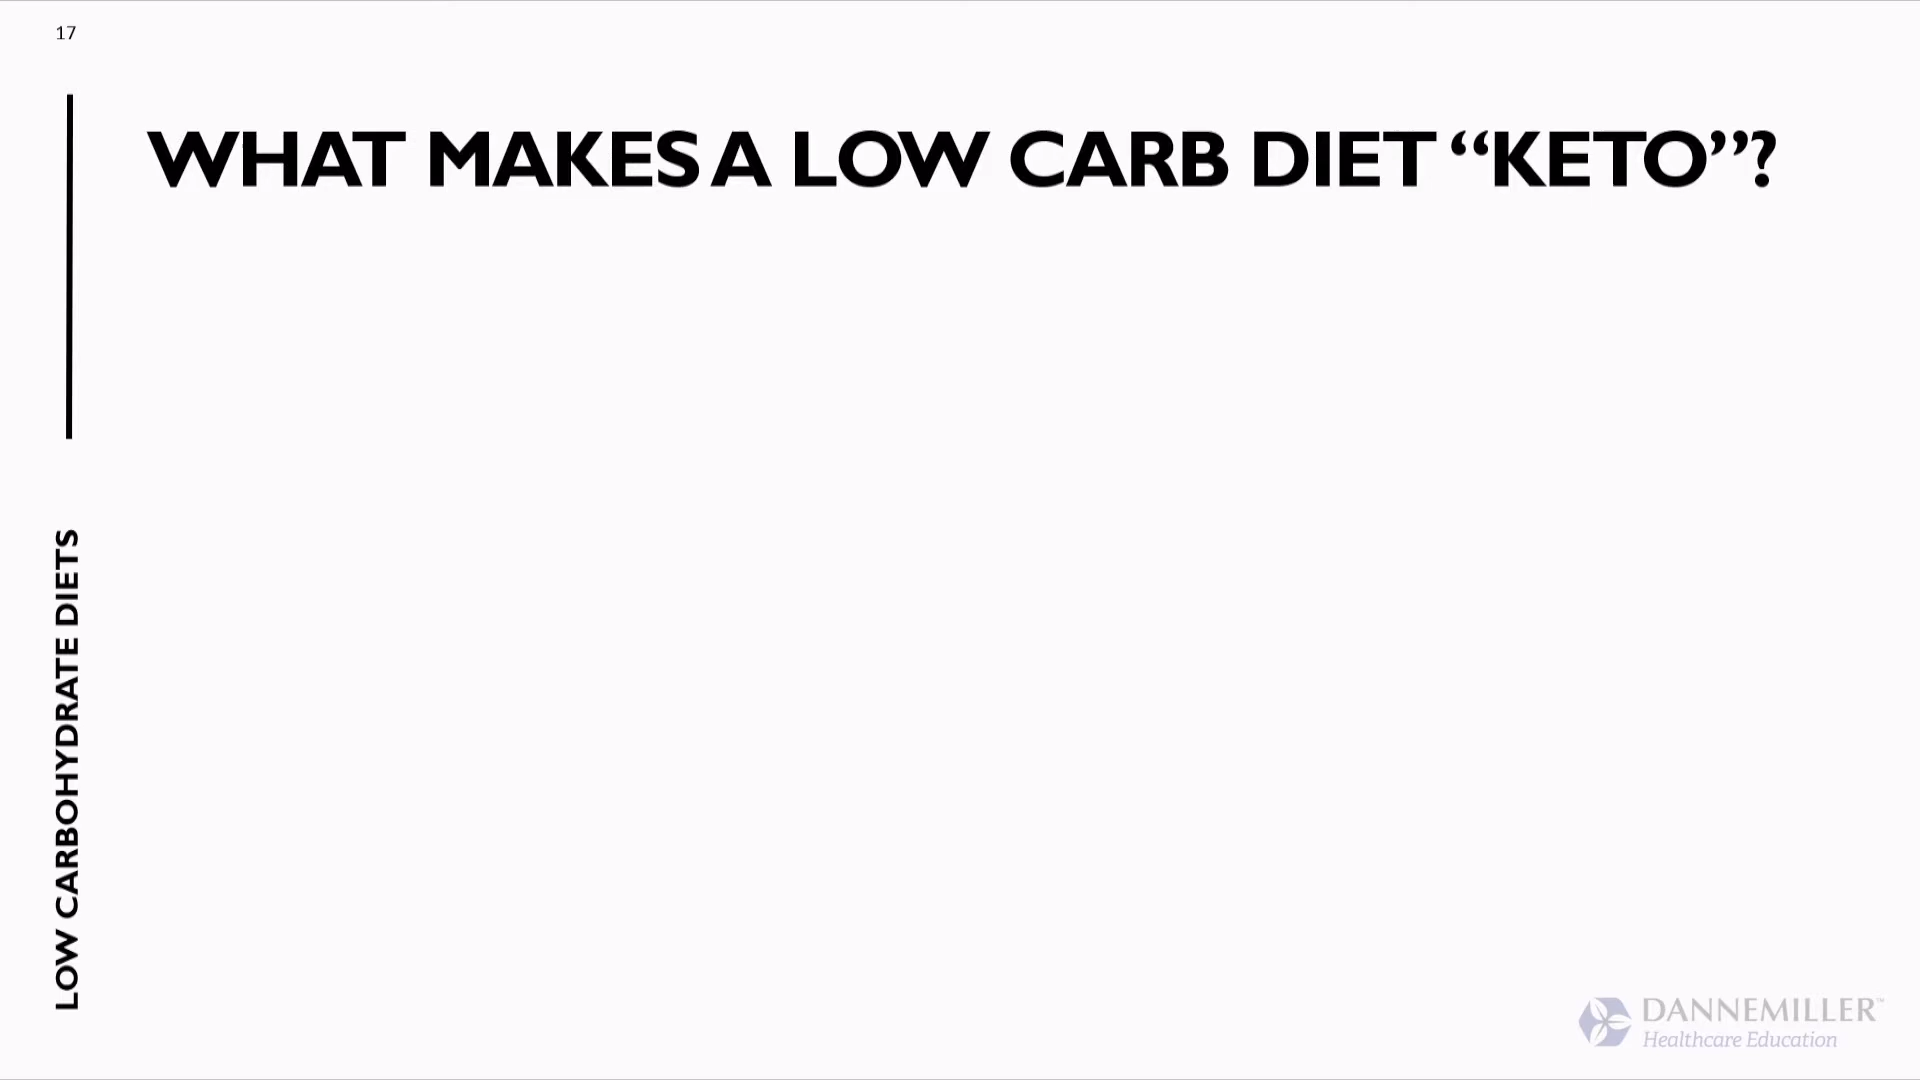 17
WHAT MAKES A LOW CARB DIET “KETO”?
LOW CARBOHYDRATE DIETS
DANNEMILLER™
Healthcare Education